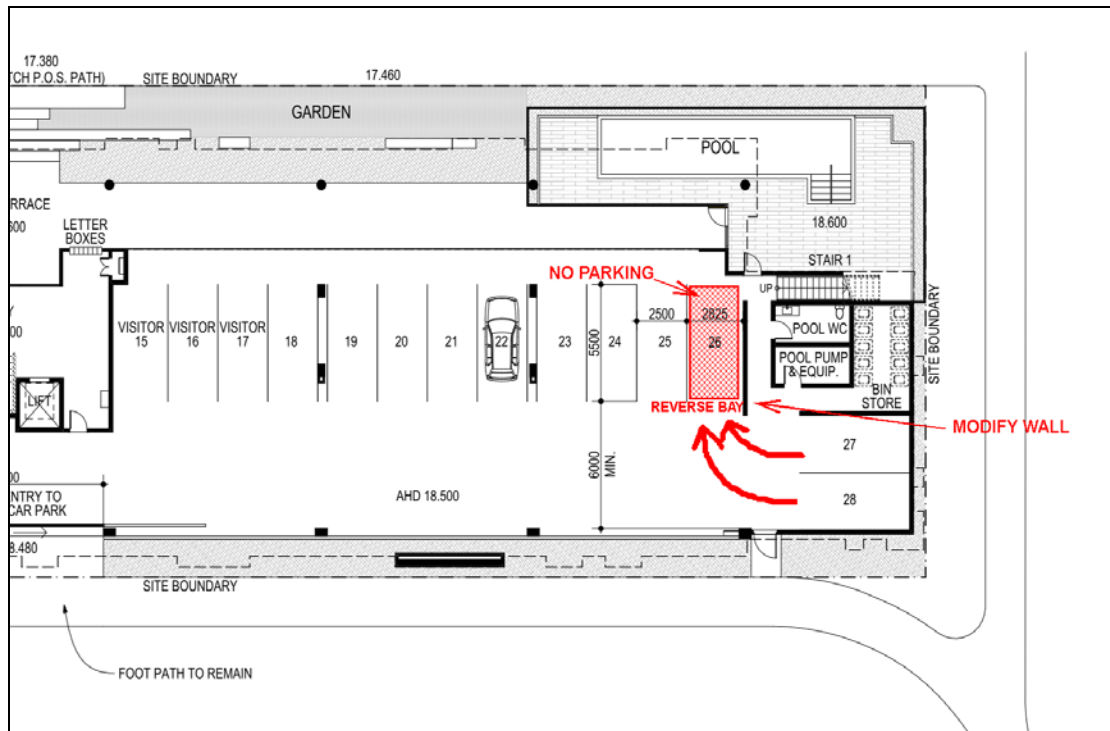 17.380
TCH P.O.S. PATH)
SITE BOUNDARY
17.460
GARDEN
POOL
18.600
STAIR 1
LETTER
BOXES
NO PARKING
UP
VISITOR
15
VISITOR
16
VISITOR
17
18
19
20
21
22
23
24
25
26
5500
2500
2825
POOL WC
POOL PUMP
& EQUIP.
BIN
STORE
SITE BOUNDARY
LIFT
REVERSE BAY
MODIFY WALL
6000
MIN.
27
28
AHD 18.500
NTRY TO
CAR PARK
8.480
SITE BOUNDARY
FOOT PATH TO REMAIN